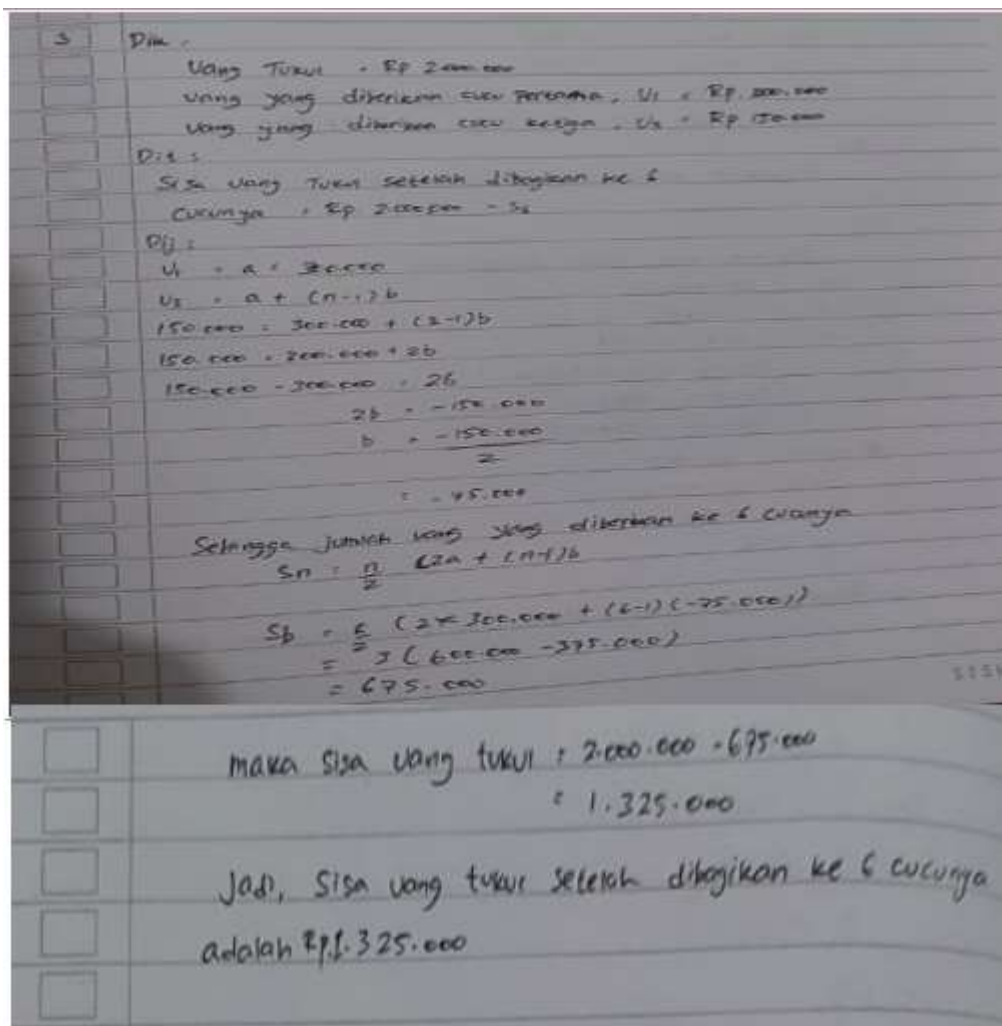 3 Dik :
Uang Tukul = Rp 2.000.000
Uang yang diberikan cucu pertama, U1 = Rp. 300.000
Uang yang diberikan cucu ketiga, U3 = Rp 150.000
Dit :
Sisa uang Tukul setelah dibagikan ke 6
cucunya = Rp 2.000.000 - S6
Dij :
U1 = a = 300.000
U3 = a + (n-1)b
150.000 = 300.000 + (3-1)b
150.000 = 300.000 + 2b
150.000 - 300.000 = 2b
2b = -150.000
b = -150.000
2
= -75.000
Sehingga jumlah uang yang diberikan ke 6 cucunya
Sn = n/2 (2a + (n-1)b
S6 = 6/2 (2 x 300.000 + (6-1)(-75.000))
= 3 (600.000 - 375.000)
= 675.000
maka sisa uang tukul = 2.000.000 - 675.000
= 1.325.000
Jadi, sisa uang tukul setelah dibagikan ke 6 cucunya
adalah Rp.1.325.000